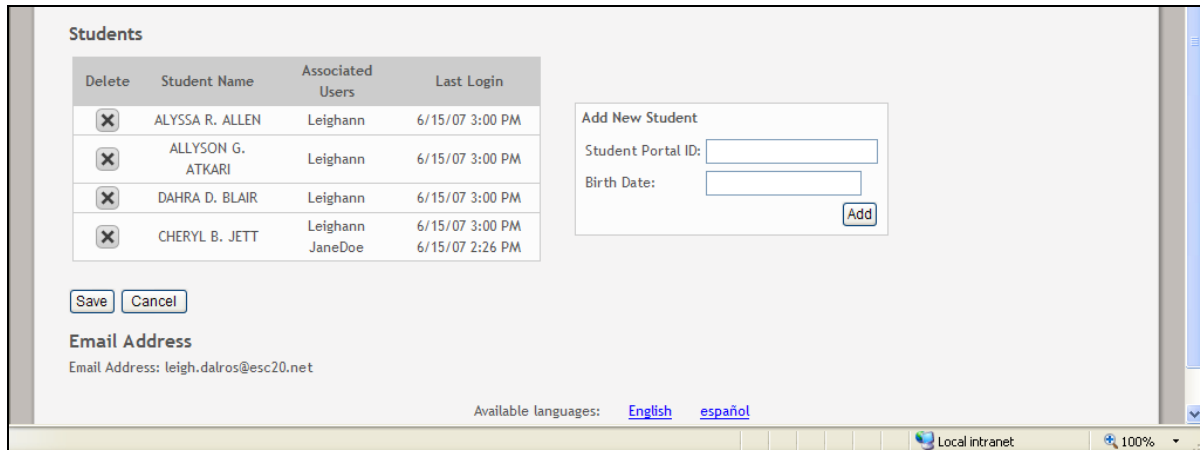 Students
Delete Student Name Associated Users Last Login
ALYSSA R. ALLEN Leighann 6/15/07 3:00 PM
ALLYSON G. ATKARI Leighann 6/15/07 3:00 PM
DAHRA D. BLAIR Leighann 6/15/07 3:00 PM
CHERYL B. JETT Leighann 6/15/07 3:00 PM
JaneDoe 6/15/07 2:26 PM
Add New Student
Student Portal ID:
Birth Date:
Add
Save Cancel
Email Address
Email Address: leigh.dalros@esc20.net
Available languages: English español
Local intranet 100%